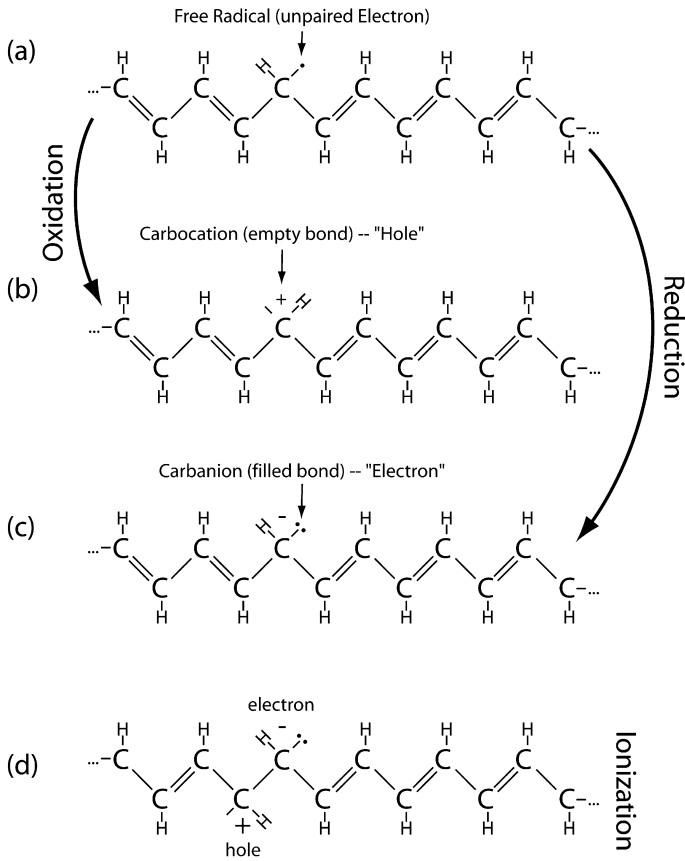 Free Radical (unpaired Electron)
(a)
H H H H H H
...-C C C C C C
C C C C C C-...
H H H H H H
Oxidation
Carbocation (empty bond) -- "Hole"
(b)
H H + H H H H
...-C C C C C C
C C C C C C-...
H H H H H H
Reduction
Carbanion (filled bond) -- "Electron"
(c)
H H H - H H H
...-C C C C C C
C C C C C C-...
H H H H H H
electron
(d)
H H H - H H H
...-C C C C C C
C C C C C C-...
H + H H H H H
hole
Ionization